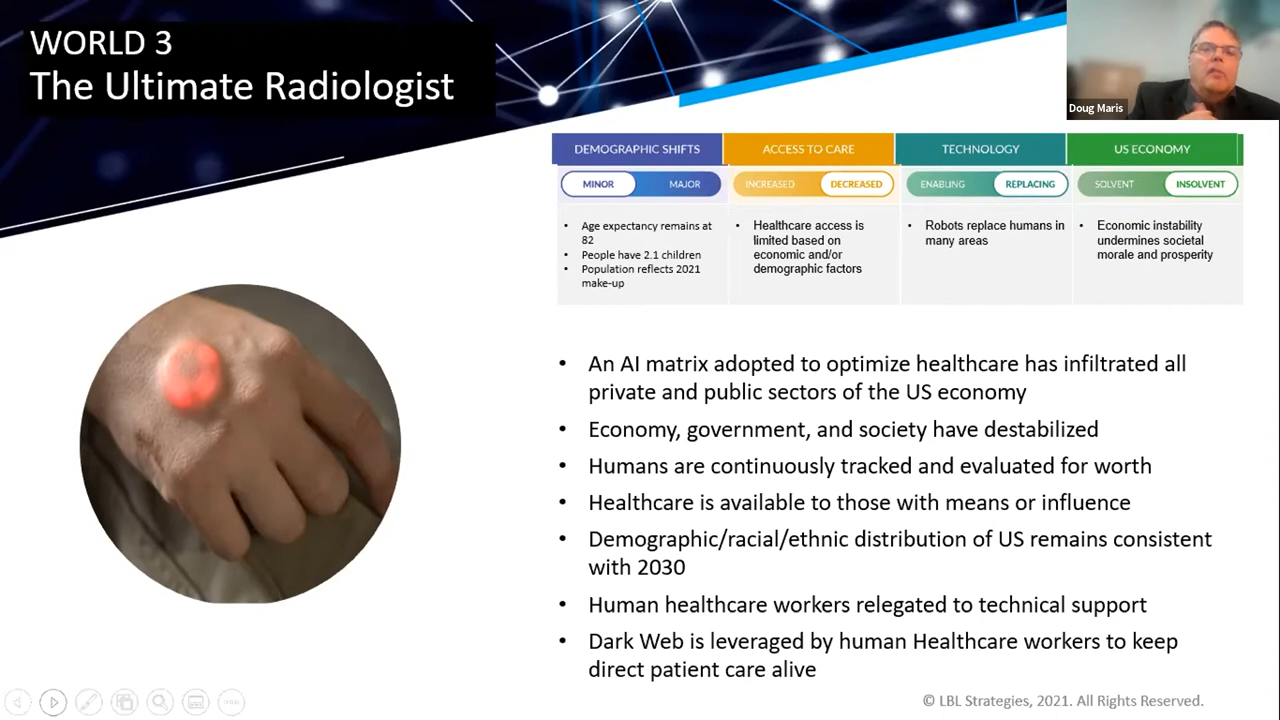 WORLD 3
The Ultimate Radiologist
Doug Maris
DEMOGRAPHIC SHIFTS
ACCESS TO CARE
TECHNOLOGY
US ECONOMY
MINOR
MAJOR
INCREASED
DECREASED
ENABLING
REPLACING
SOLVENT
INSOLVENT
• Age expectancy remains at
82
• People have 2.1 children
• Population reflects 2021
make-up
• Healthcare access is
limited based on
economic and/or
demographic factors
• Robots replace humans in
many areas
• Economic instability
undermines societal
morale and prosperity
• An AI matrix adopted to optimize healthcare has infiltrated all
private and public sectors of the US economy
• Economy, government, and society have destabilized
• Humans are continuously tracked and evaluated for worth
• Healthcare is available to those with means or influence
• Demographic/racial/ethnic distribution of US remains consistent
with 2030
• Human healthcare workers relegated to technical support
• Dark Web is leveraged by human Healthcare workers to keep
direct patient care alive
© LBL Strategies, 2021. All Rights Reserved.